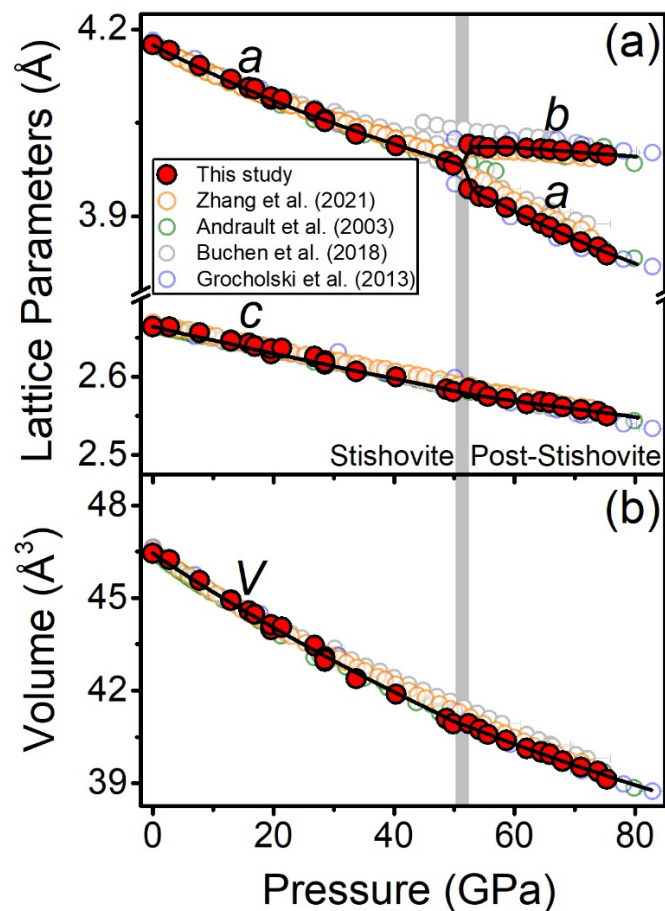 (a)
4.2
a
b
This study
Zhang et al. (2021)
Andrault et al. (2003)
Buchen et al. (2018)
Grocholski et al. (2013)
3.9
a
Lattice Parameters (Å)
c
2.6
2.5
Stishovite Post-Stishovite
(b)
48
V
45
Volume (Å³)
42
39
0 20 40 60 80
Pressure (GPa)